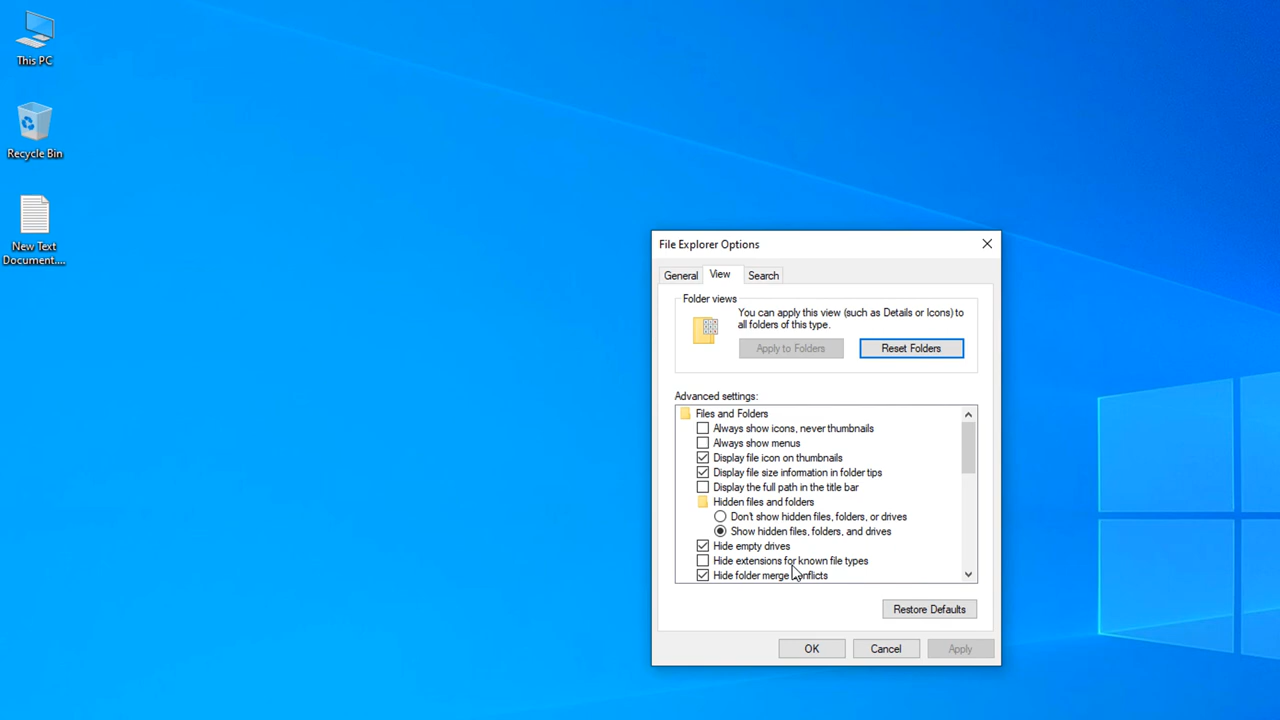 This PC
Recycle Bin
New Text
Document....
File Explorer Options
General
View
Search
Folder views
You can apply this view (such as Details or Icons) to
all folders of this type.
Apply to Folders
Reset Folders
Advanced settings:
Files and Folders
Always show icons, never thumbnails
Always show menus
Display file icon on thumbnails
Display file size information in folder tips
Display the full path in the title bar
Hidden files and folders
Don't show hidden files, folders, or drives
Show hidden files, folders, and drives
Hide empty drives
Hide extensions for known file types
Hide folder merge conflicts
Restore Defaults
OK
Cancel
Apply